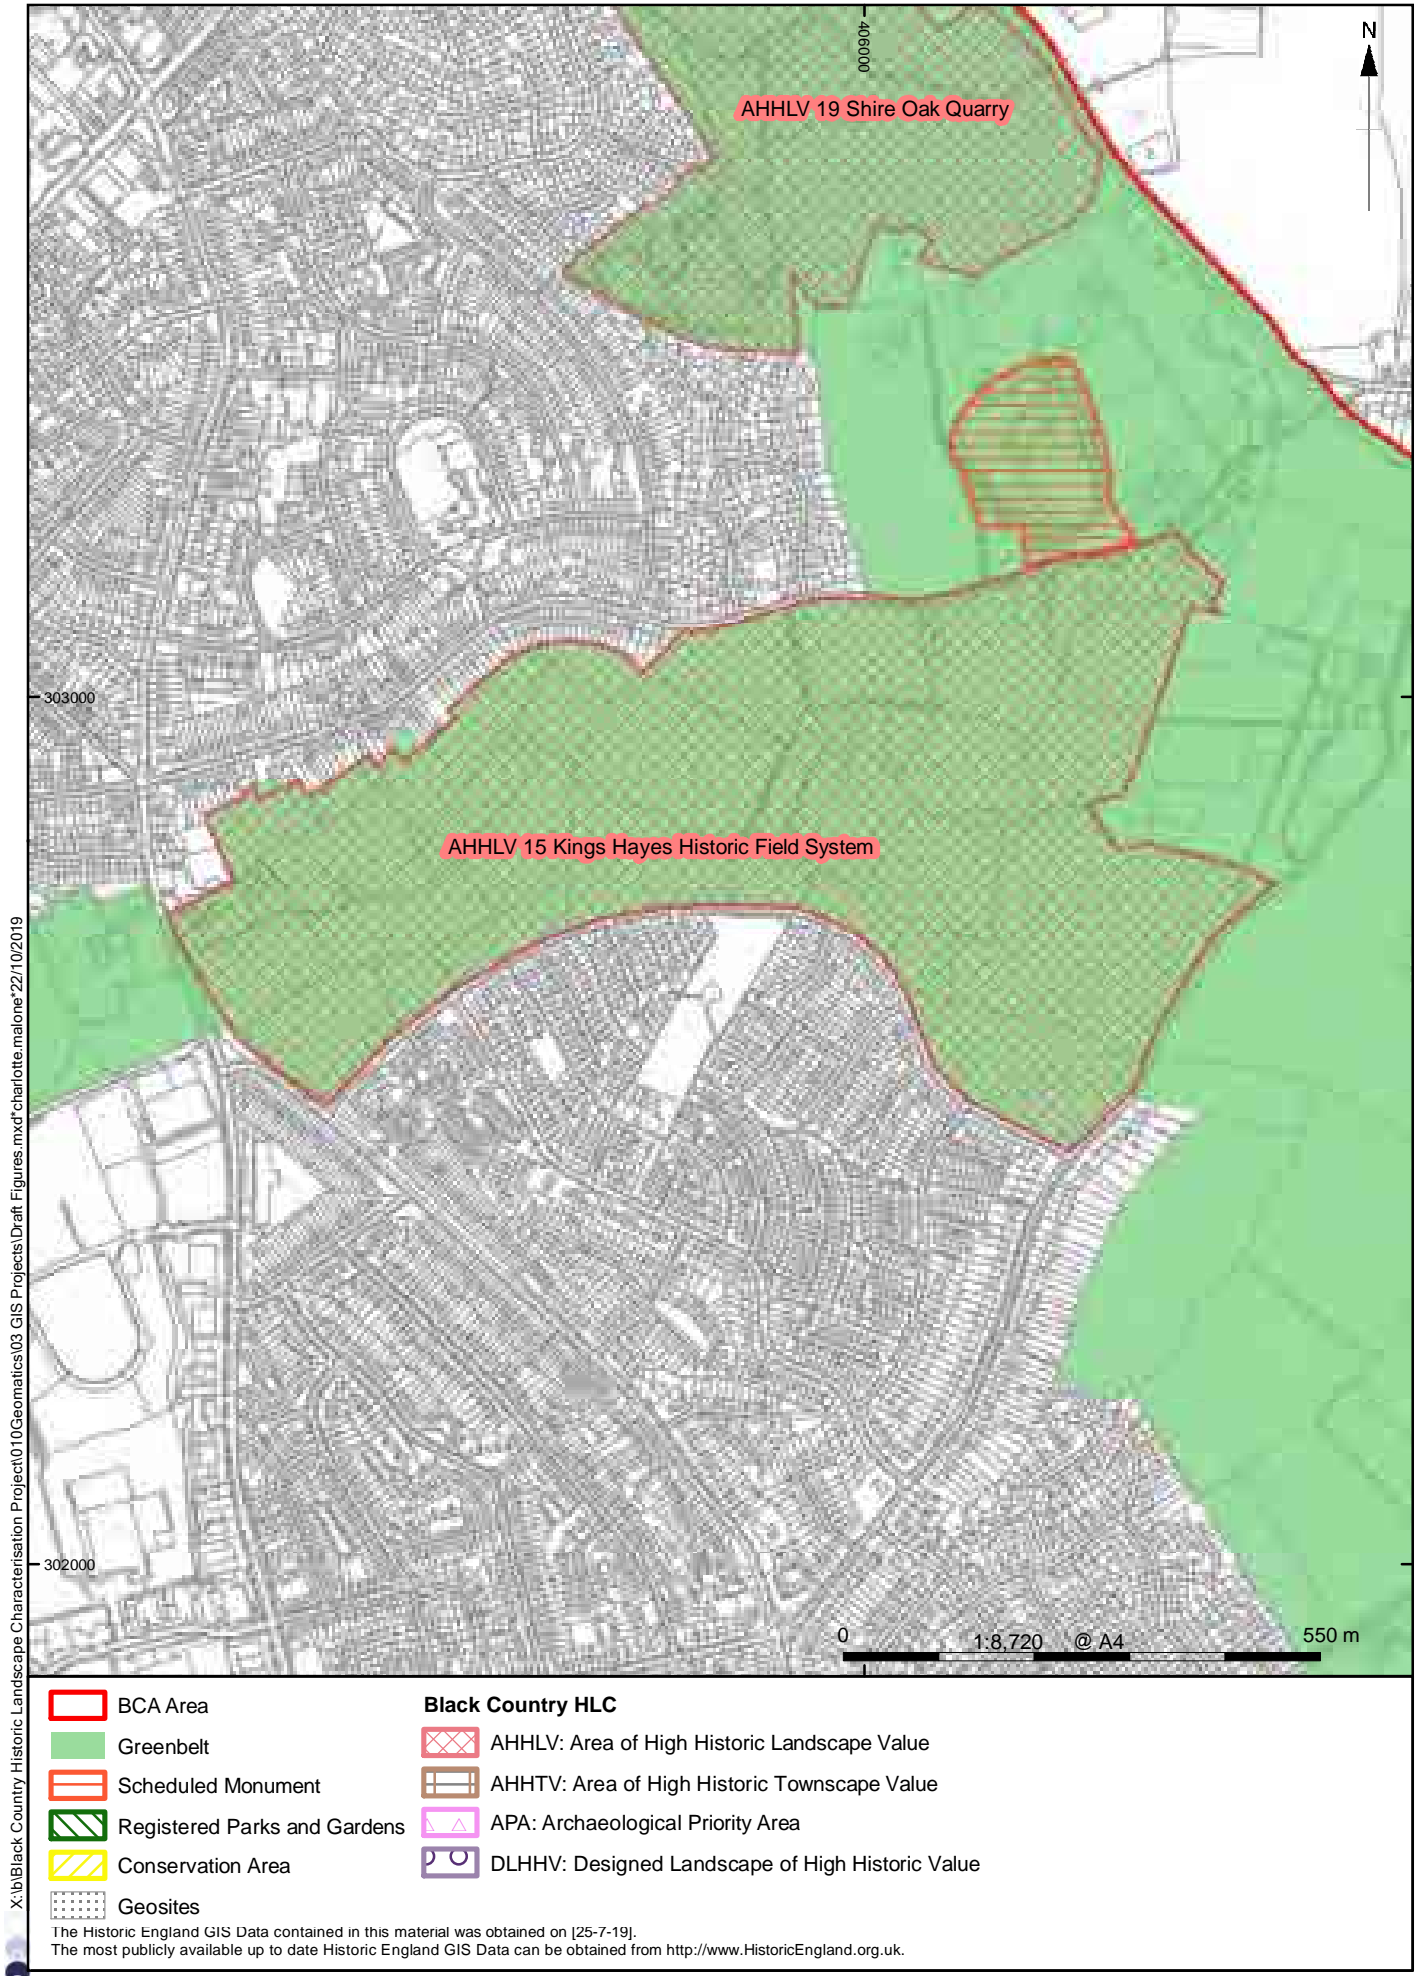 406000
N
AHHLV 19 Shire Oak Quarry
303000
AHHLV 15 Kings Hayes Historic Field System
302000
0
1:8,720 @ A4
550 m
X:\b\Black Country Historic Landscape Characterisation Project\010Geomatics\03 GIS Projects\Draft Figures.mxd*charlotte.malone*22/10/2019
BCA Area
Greenbelt
Scheduled Monument
Registered Parks and Gardens
Conservation Area
Geosites
Black Country HLC
AHHLV: Area of High Historic Landscape Value
AHHTV: Area of High Historic Townscape Value
APA: Archaeological Priority Area
DLHHV: Designed Landscape of High Historic Value
The Historic England GIS Data contained in this material was obtained on [25-7-19].
The most publicly available up to date Historic England GIS Data can be obtained from http://www.HistoricEngland.org.uk.